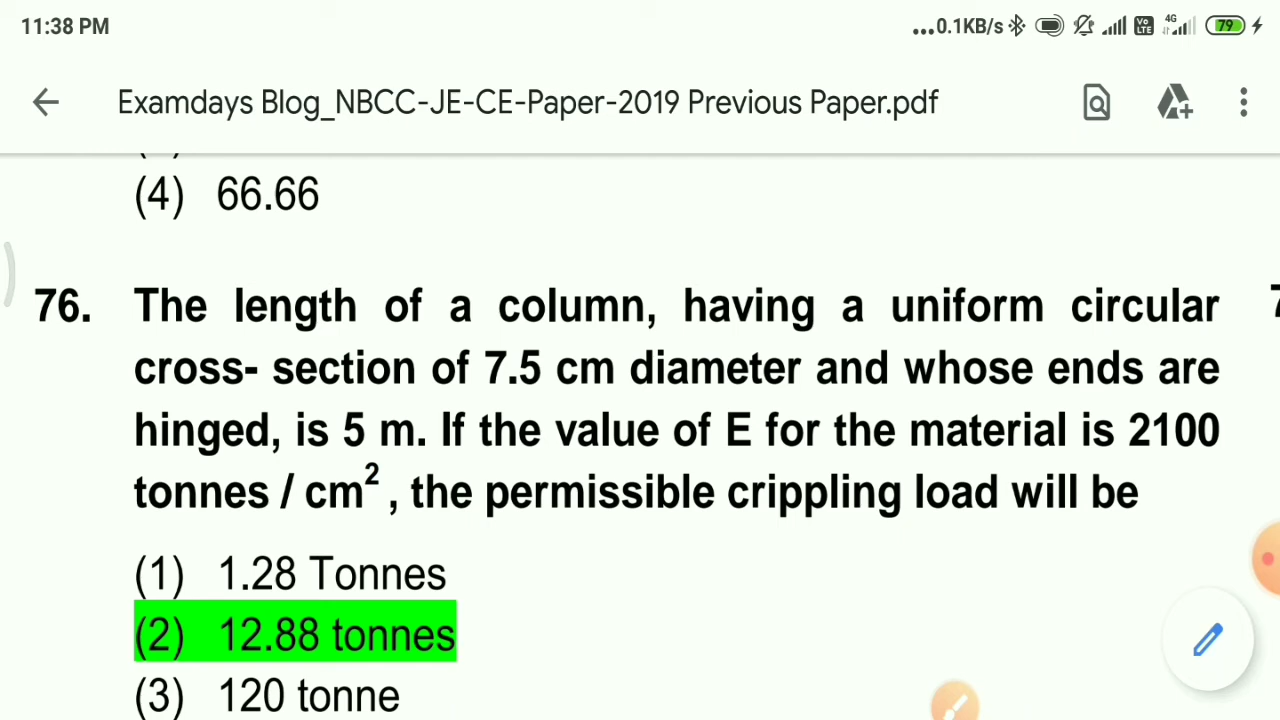 11:38 PM
...0.1KB/s Vo LTE 4G 79
Examdays Blog_NBCC-JE-CE-Paper-2019 Previous Paper.pdf
(4) 66.66
76. The length of a column, having a uniform circular
cross- section of 7.5 cm diameter and whose ends are
hinged, is 5 m. If the value of E for the material is 2100
tonnes / cm², the permissible crippling load will be
(1) 1.28 Tonnes
(2) 12.88 tonnes
(3) 120 tonne